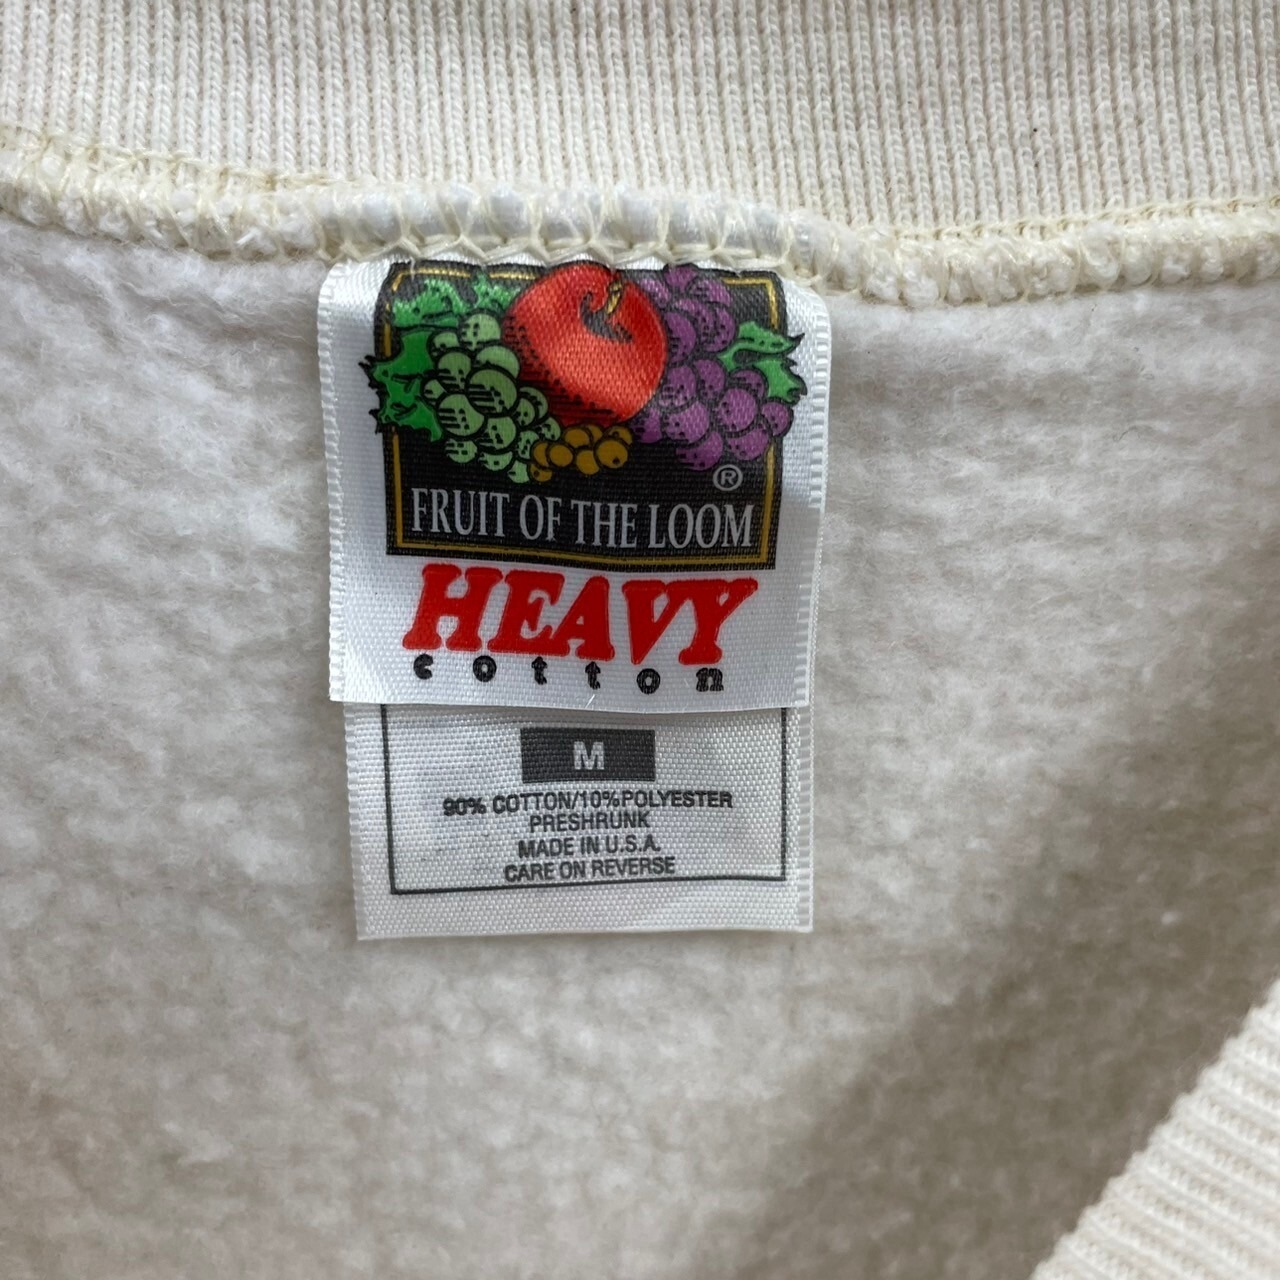 ®
FRUIT OF THE LOOM
HEAVY
cotton
M
90% COTTON/10%POLYESTER
PRESHRUNK
MADE IN U.S.A.
CARE ON REVERSE